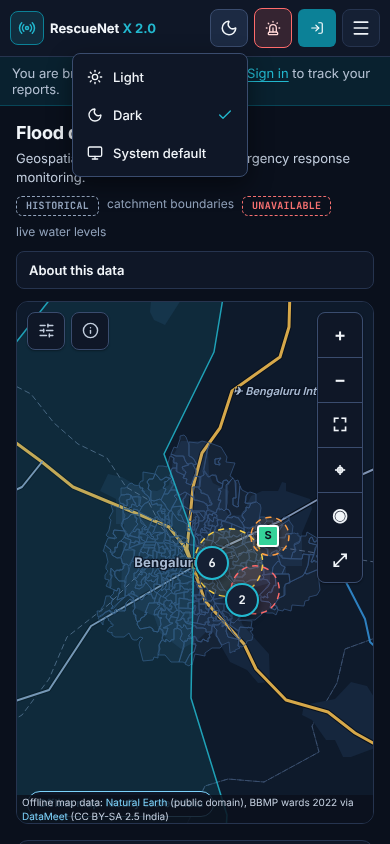 RescueNet X 2.0
You are br
Sign in to track your
reports.
Light
Dark
System default
Flood
Geospatia
rgency response
monitoring.
HISTORICAL catchment boundaries UNAVAILABLE
live water levels
About this data
+
−
✈ Bengaluru Int
S
Bengalur
6
2
Offline map data: Natural Earth (public domain), BBMP wards 2022 via
DataMeet (CC BY-SA 2.5 India)